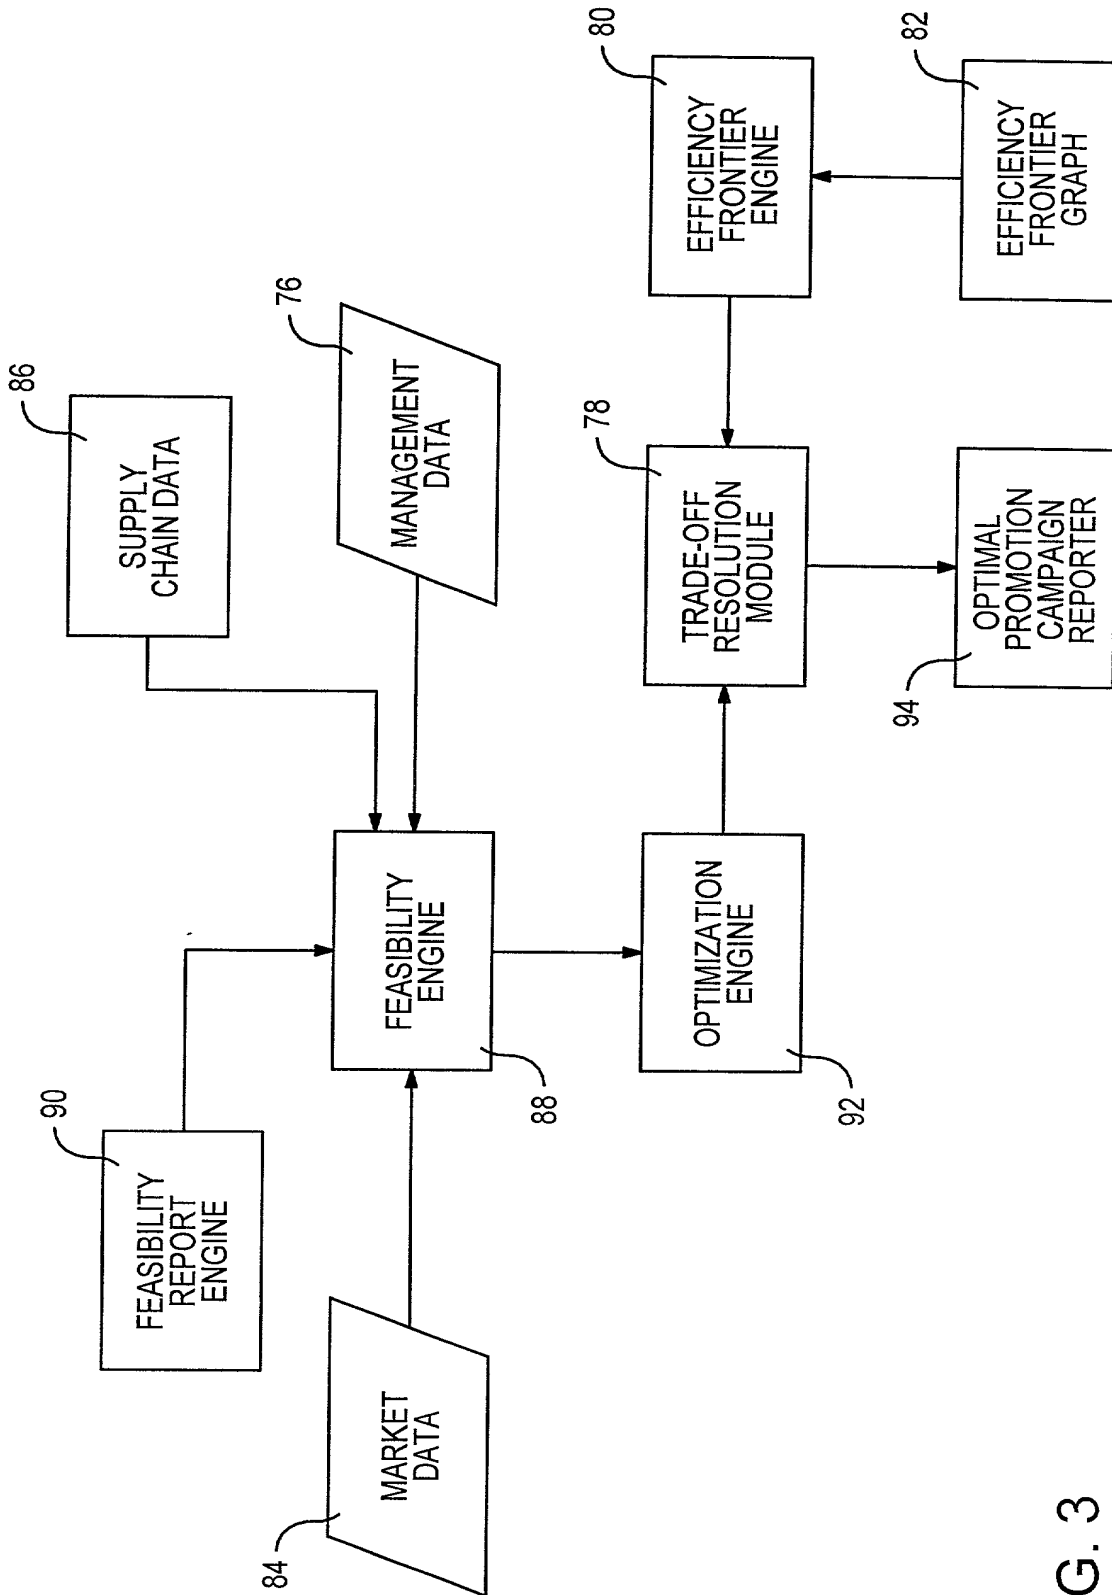 90
FEASIBILITY
REPORT
ENGINE
86
SUPPLY
CHAIN DATA
84
MARKET
DATA
FEASIBILITY
ENGINE
88
76
MANAGEMENT
DATA
OPTIMIZATION
ENGINE
92
78
TRADE-OFF
RESOLUTION
MODULE
80
EFFICIENCY
FRONTIER
ENGINE
94
OPTIMAL
PROMOTION
CAMPAIGN
REPORTER
82
EFFICIENCY
FRONTIER
GRAPH
G. 3